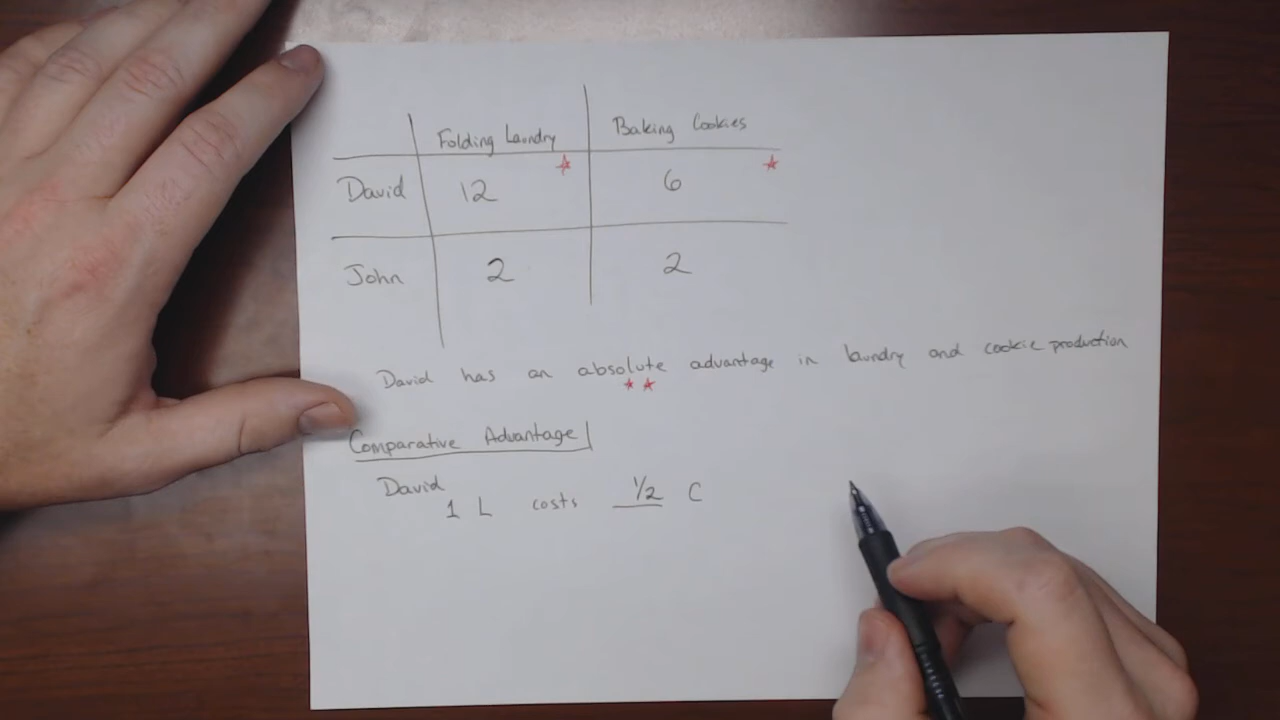 Folding Laundry Baking Cookies
David 12 6
John 2 2
David has an absolute advantage in laundry and cookie production
Comparative Advantage
David
1 L costs 1/2 C